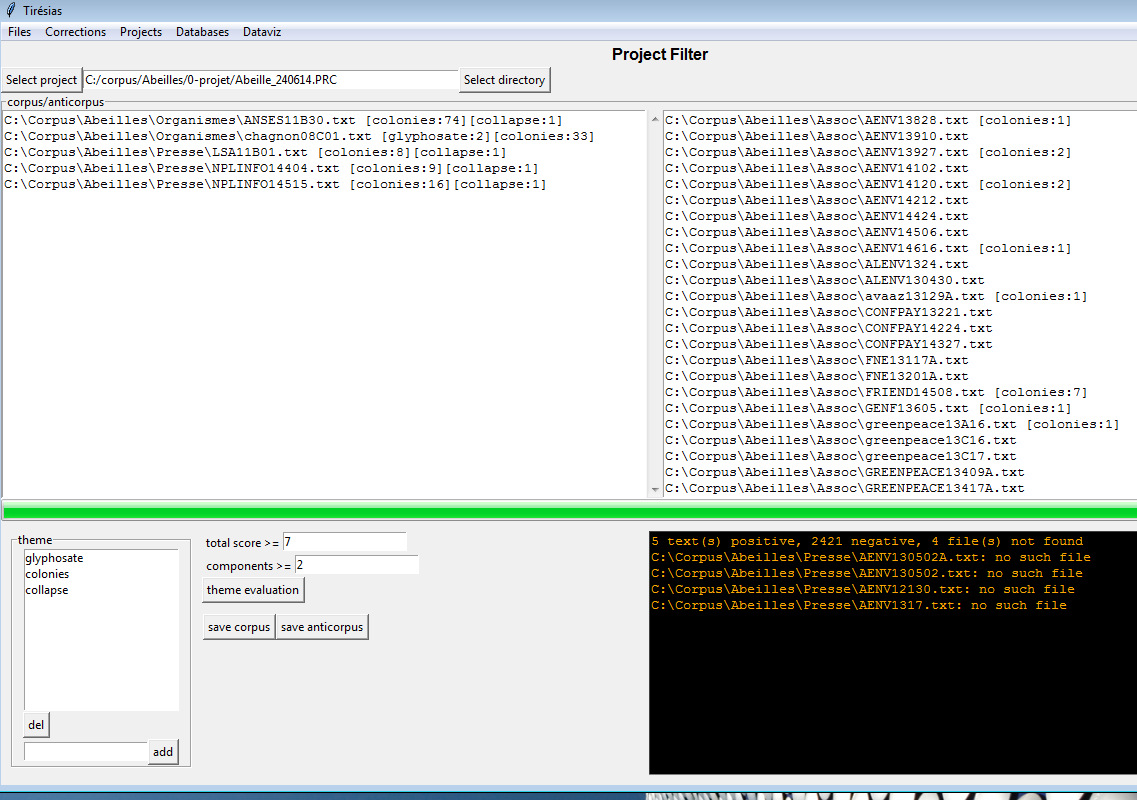 Tirésias
Files Corrections Projects Databases Dataviz
Project Filter
Select project C:/corpus/Abeilles/0-projet/Abeille_240614.PRC Select directory
corpus/anticorpus
C:\Corpus\Abeilles\Organismes\ANSES11B30.txt [colonies:74][collapse:1]
C:\Corpus\Abeilles\Organismes\chagnon08C01.txt [glyphosate:2][colonies:33]
C:\Corpus\Abeilles\Presse\LSA11B01.txt [colonies:8][collapse:1]
C:\Corpus\Abeilles\Presse\NPLINFO14404.txt [colonies:9][collapse:1]
C:\Corpus\Abeilles\Presse\NPLINFO14515.txt [colonies:16][collapse:1]
C:\Corpus\Abeilles\Assoc\AENV13828.txt [colonies:1]
C:\Corpus\Abeilles\Assoc\AENV13910.txt
C:\Corpus\Abeilles\Assoc\AENV13927.txt [colonies:2]
C:\Corpus\Abeilles\Assoc\AENV14102.txt
C:\Corpus\Abeilles\Assoc\AENV14120.txt [colonies:2]
C:\Corpus\Abeilles\Assoc\AENV14212.txt
C:\Corpus\Abeilles\Assoc\AENV14424.txt
C:\Corpus\Abeilles\Assoc\AENV14506.txt
C:\Corpus\Abeilles\Assoc\AENV14616.txt [colonies:1]
C:\Corpus\Abeilles\Assoc\ALENV1324.txt
C:\Corpus\Abeilles\Assoc\ALENV130430.txt
C:\Corpus\Abeilles\Assoc\avaaz13129A.txt [colonies:1]
C:\Corpus\Abeilles\Assoc\CONFPAY13221.txt
C:\Corpus\Abeilles\Assoc\CONFPAY14224.txt
C:\Corpus\Abeilles\Assoc\CONFPAY14327.txt
C:\Corpus\Abeilles\Assoc\FNE13117A.txt
C:\Corpus\Abeilles\Assoc\FNE13201A.txt
C:\Corpus\Abeilles\Assoc\FRIEND14508.txt [colonies:7]
C:\Corpus\Abeilles\Assoc\GENF13605.txt [colonies:1]
C:\Corpus\Abeilles\Assoc\greenpeace13A16.txt [colonies:1]
C:\Corpus\Abeilles\Assoc\greenpeace13C16.txt
C:\Corpus\Abeilles\Assoc\greenpeace13C17.txt
C:\Corpus\Abeilles\Assoc\GREENPEACE13409A.txt
C:\Corpus\Abeilles\Assoc\GREENPEACE13417A.txt
theme
glyphosate
colonies
collapse
del
add
total score >= 7
components >= 2
theme evaluation
save corpus save anticorpus
5 text(s) positive, 2421 negative, 4 file(s) not found
C:\Corpus\Abeilles\Presse\AENV130502A.txt: no such file
C:\Corpus\Abeilles\Presse\AENV130502.txt: no such file
C:\Corpus\Abeilles\Presse\AENV12130.txt: no such file
C:\Corpus\Abeilles\Presse\AENV1317.txt: no such file